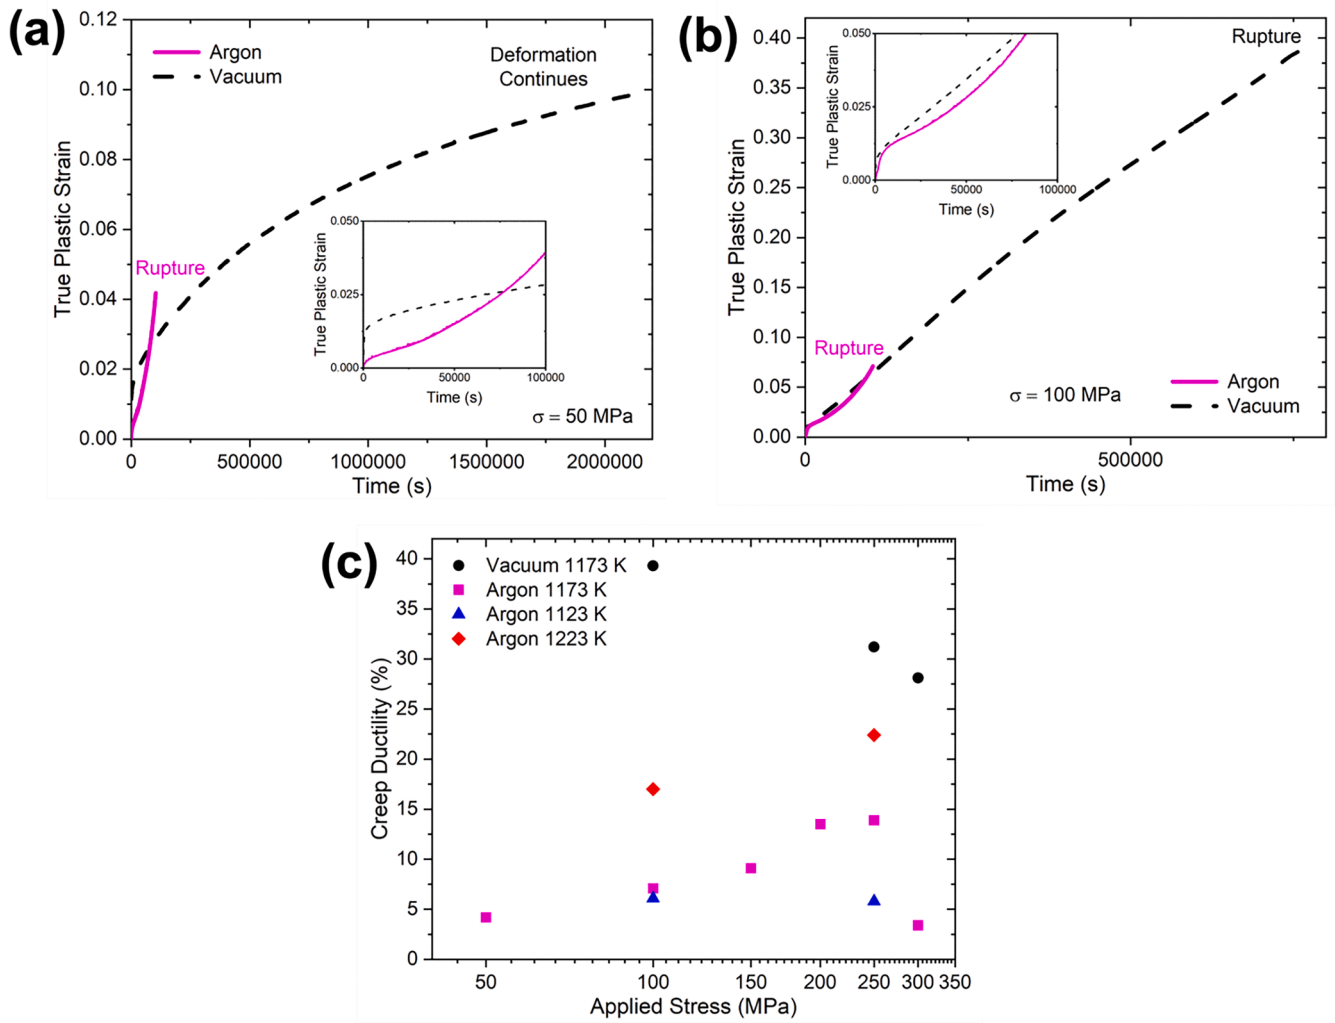 (a)
0.12
0.10
0.08
0.06
0.04
0.02
0.00
True Plastic Strain
Argon
Vacuum
Deformation
Continues
Rupture
0.050
0.025
0.000
True Plastic Strain
0
50000
100000
Time (s)
σ = 50 MPa
0
500000
1000000
1500000
2000000
Time (s)
(b)
0.40
0.35
0.30
0.25
0.20
0.15
0.10
0.05
0.00
True Plastic Strain
Rupture
0.050
0.025
0.000
True Plastic Strain
0
50000
100000
Time (s)
Rupture
σ = 100 MPa
Argon
Vacuum
0
500000
Time (s)
(c)
40
35
30
25
20
15
10
5
0
Creep Ductility (%)
Vacuum 1173 K
Argon 1173 K
Argon 1123 K
Argon 1223 K
50
100
150
200
250
300
350
Applied Stress (MPa)